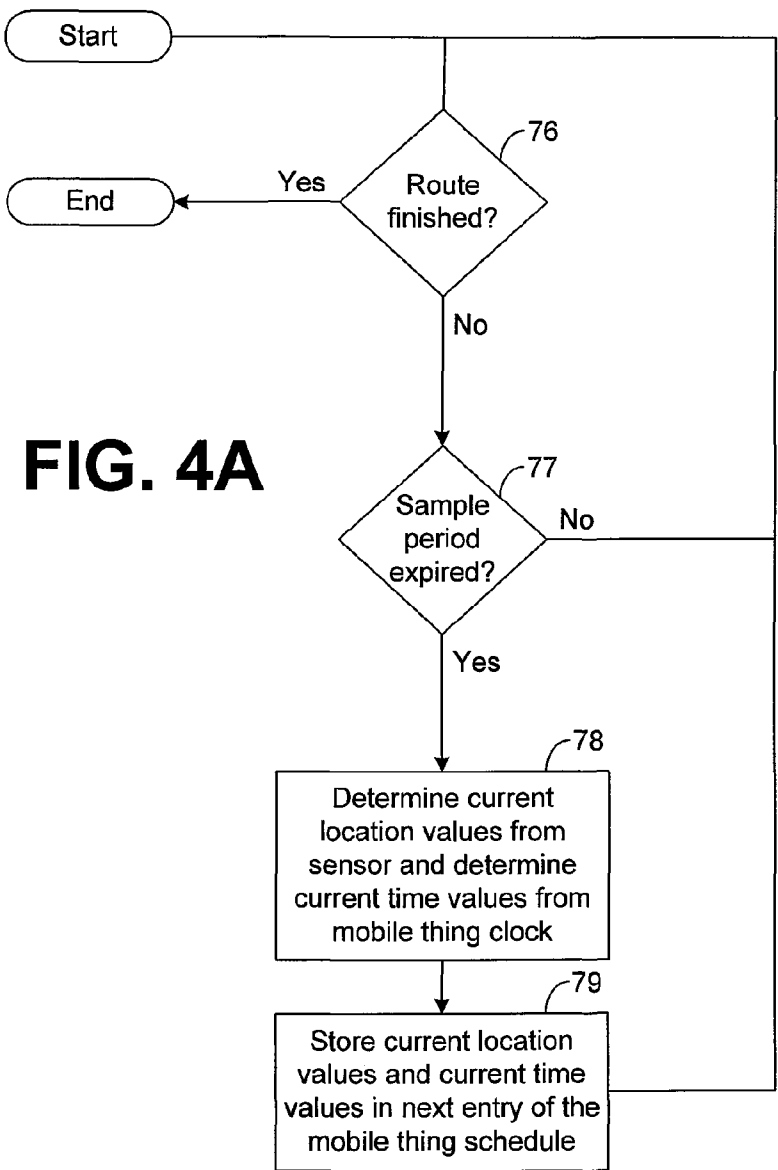 Start
76
Route
finished?
Yes
End
No
FIG. 4A
77
Sample
period
expired?
No
Yes
78
Determine current
location values from
sensor and determine
current time values from
mobile thing clock
79
Store current location
values and current time
values in next entry of the
mobile thing schedule